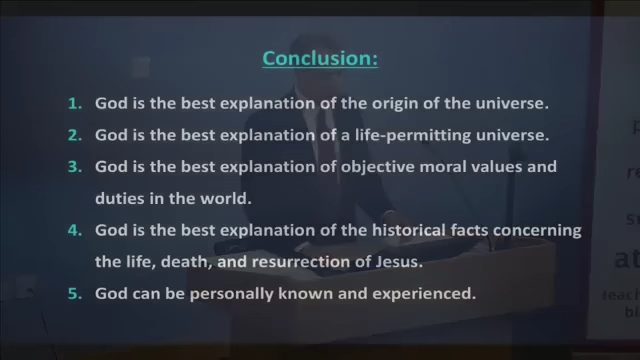 Conclusion:
1. God is the best explanation of the origin of the universe.
2. God is the best explanation of a life-permitting universe.
3. God is the best explanation of objective moral values and
duties in the world.
4. God is the best explanation of the historical facts concerning
the life, death, and resurrection of Jesus.
5. God can be personally known and experienced.